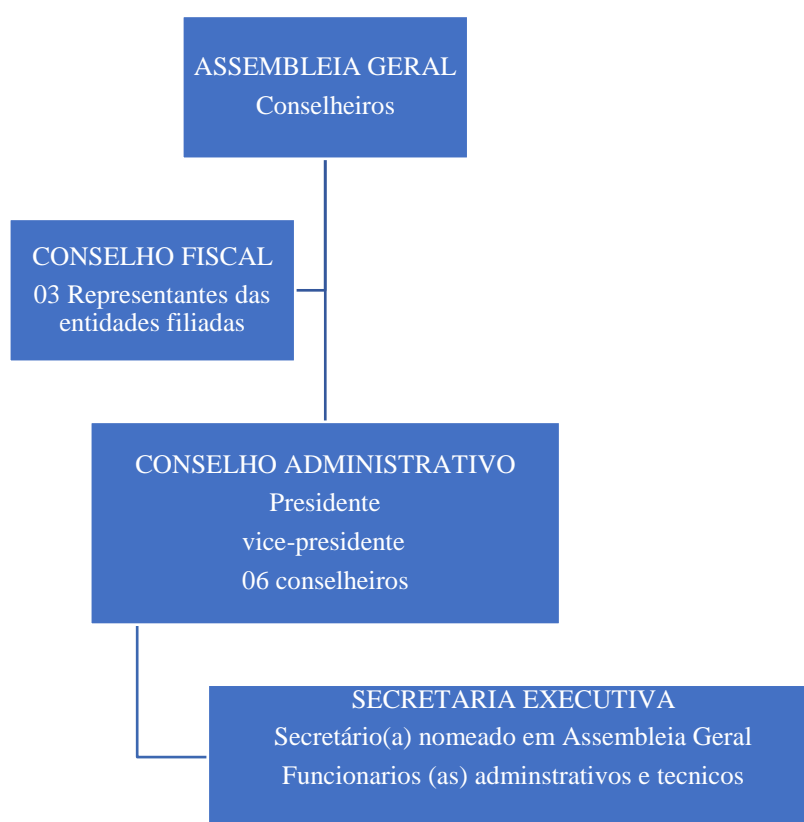 ASSEMBLEIA GERAL
Conselheiros
CONSELHO FISCAL
03 Representantes das
entidades filiadas
CONSELHO ADMINISTRATIVO
Presidente
vice-presidente
06 conselheiros
SECRETARIA EXECUTIVA
Secretário(a) nomeado em Assembleia Geral
Funcionarios (as) adminstrativos e tecnicos